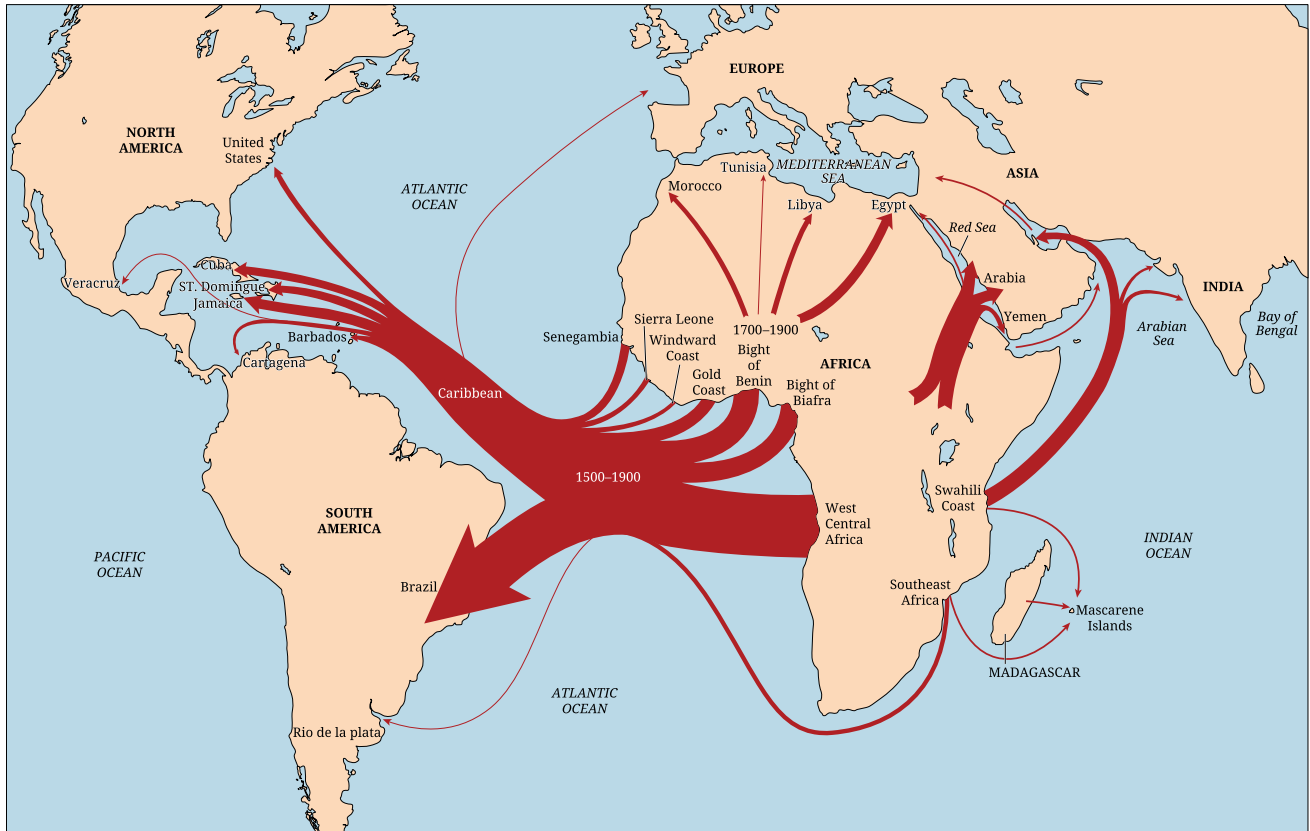 EUROPE
NORTH
AMERICA
United
States
ATLANTIC
OCEAN
Tunisia
MEDITERRANEAN
SEA
ASIA
Morocco
Libya
Egypt
Red Sea
Cuba
Veracruz
ST. Domingue
Jamaica
Arabia
INDIA
Barbados
Cartagena
Senegambia
Sierra Leone
Windward
Coast
Gold
Coast
1700–1900
Bight
of
Benin
Bight of
Biafra
AFRICA
Yemen
Arabian
Sea
Bay of
Bengal
Caribbean
1500–1900
SOUTH
AMERICA
West
Central
Africa
Swahili
Coast
PACIFIC
OCEAN
INDIAN
OCEAN
Brazil
Southeast
Africa
Mascarene
Islands
MADAGASCAR
ATLANTIC
OCEAN
Rio de la plata